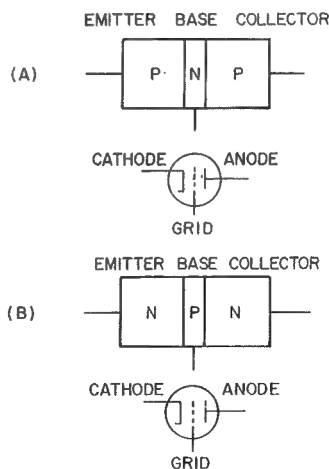 EMITTER BASE COLLECTOR
(A)
P N P
CATHODE ANODE
GRID
EMITTER BASE COLLECTOR
(B)
N P N
CATHODE ANODE
GRID